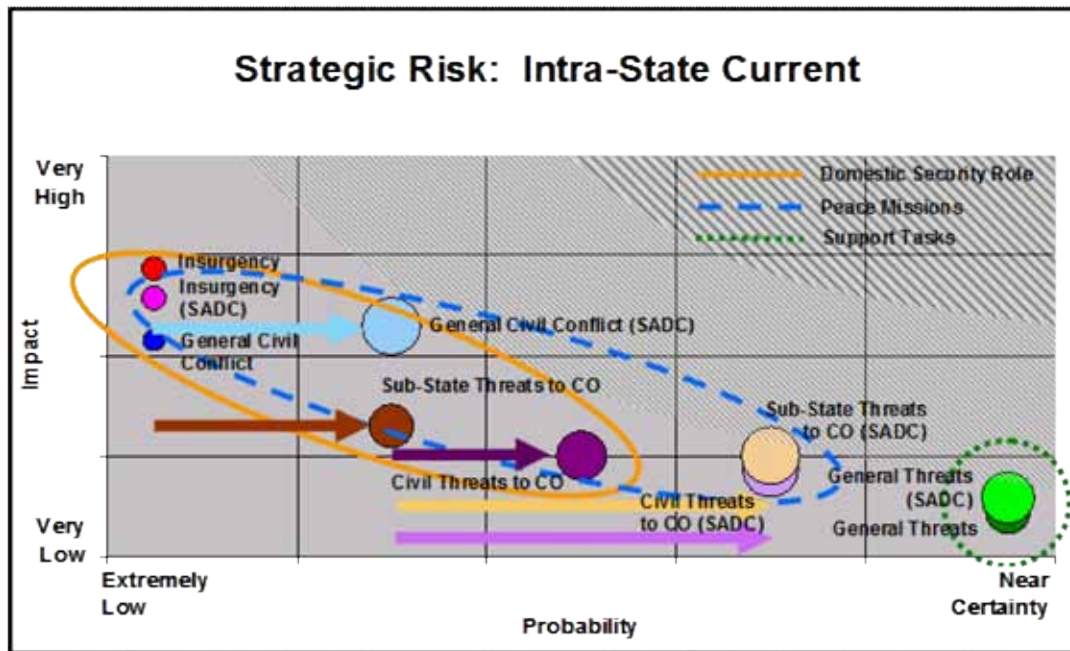 Strategic Risk:  Intra-State Current
Very
High
Domestic Security Role
Peace Missions
Support Tasks
Insurgency
Insurgency
(SADC)
General Civil Conflict (SADC)
General Civil
Conflict
Impact
Sub-State Threats to CO
Sub-State Threats
to CO (SADC)
Civil Threats to CO
Civil Threats
to CO (SADC)
General Threats
(SADC)
General Threats
Very
Low
Extremely
Low
Near
Certainty
Probability